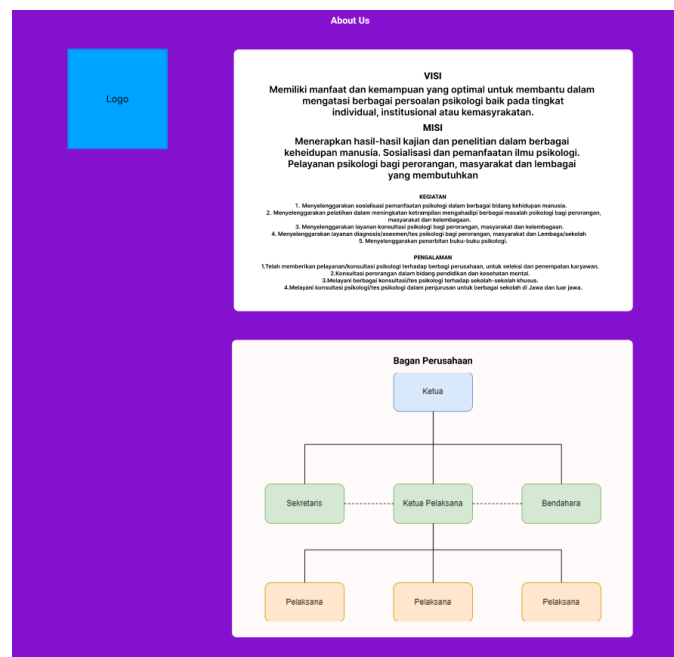 About Us
Logo
VISI
Memiliki manfaat dan kemampuan yang optimal untuk membantu dalam
mengatasi berbagai persoalan psikologi baik pada tingkat
individual, institusional atau kemasyrakatan.
MISI
Menerapkan hasil-hasil kajian dan penelitian dalam berbagai
keheidupan manusia. Sosialisasi dan pemanfaatan ilmu psikologi.
Pelayanan psikologi bagi perorangan, masyarakat dan lembagai
yang membutuhkan
KEGIATAN
1. Menyelenggarakan sosialisasi pemanfaatan psikologi dalam berbagai bidang kehidupan manusia.
2. Menyelenggarakan pelatihan dalam meningkatan ketrampilan mengahadipi berbagai masalah psikologi bagi perorangan,
masyarakat dan kelembagaan.
3. Menyelenggarakan layanan konsultasi psikologi bagi perorangan, masyarakat dan kelembagaan.
4. Menyelenggarakan layanan diagnosis/asesmen/tes psikologi bagi perorangan, masyarakat dan Lembaga/sekolah
5. Menyelenggarakan penerbitan buku-buku psikologi.
PENGALAMAN
1.Telah memberikan pelayanan/konsultasi psikologi terhadap berbagi perusahaan, untuk seleksi dan penempatan karyawan.
2.Konsultasi perorangan dalam bidang pendidikan dan kesehatan mental.
3.Melayani berbagai konsultasi/tes psikologi terhadap sekolah-sekolah khusus.
4.Melayani konsultasi psikologi/tes psikologi dalam penjurusan untuk berbagai sekolah di Jawa dan luar jawa.
Bagan Perusahaan
Ketua
Sekretaris
Ketua Pelaksana
Bendahara
Pelaksana
Pelaksana
Pelaksana